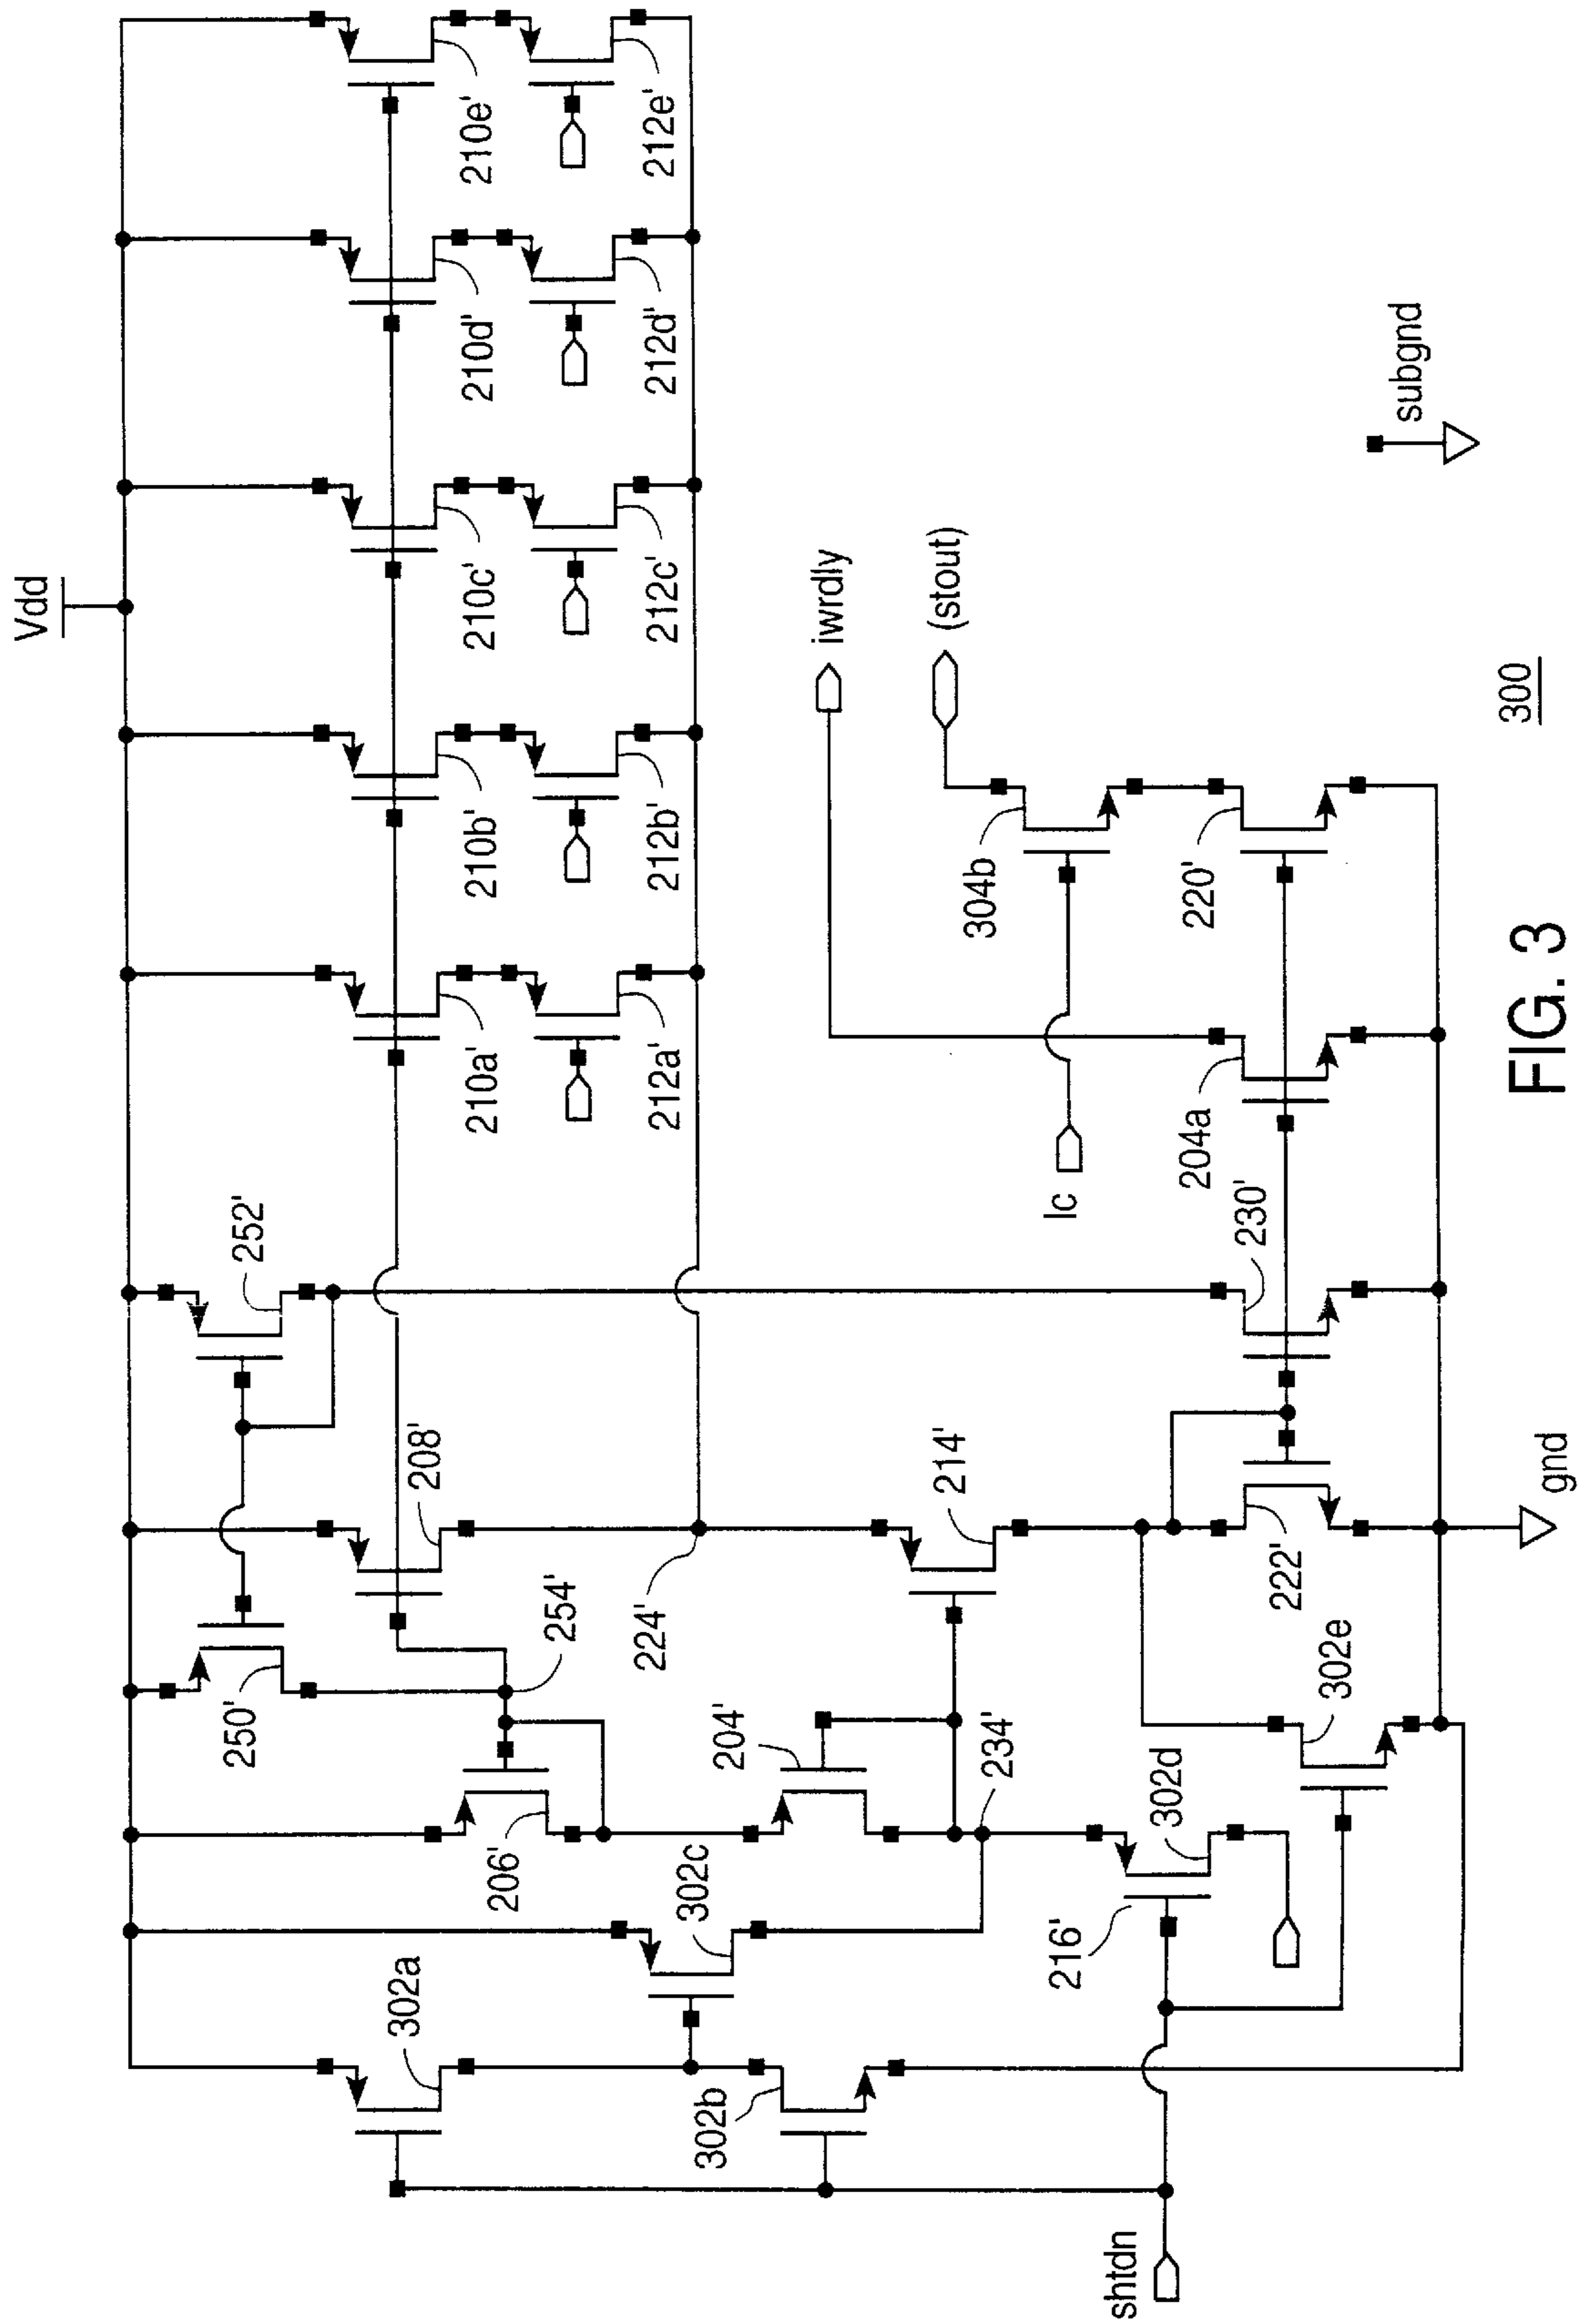 Vdd
250'
252'
302a
208'
206'
254'
210a'
210b'
210c'
210d'
210e'
302c
224'
212a'
212b'
212c'
212d'
212e'
302b
204'
iwrdly
214'
(stout)
234'
304b
216'
lc
shtdn
302d
204a
220'
230'
222'
302e
subgnd
gnd
300
FIG. 3